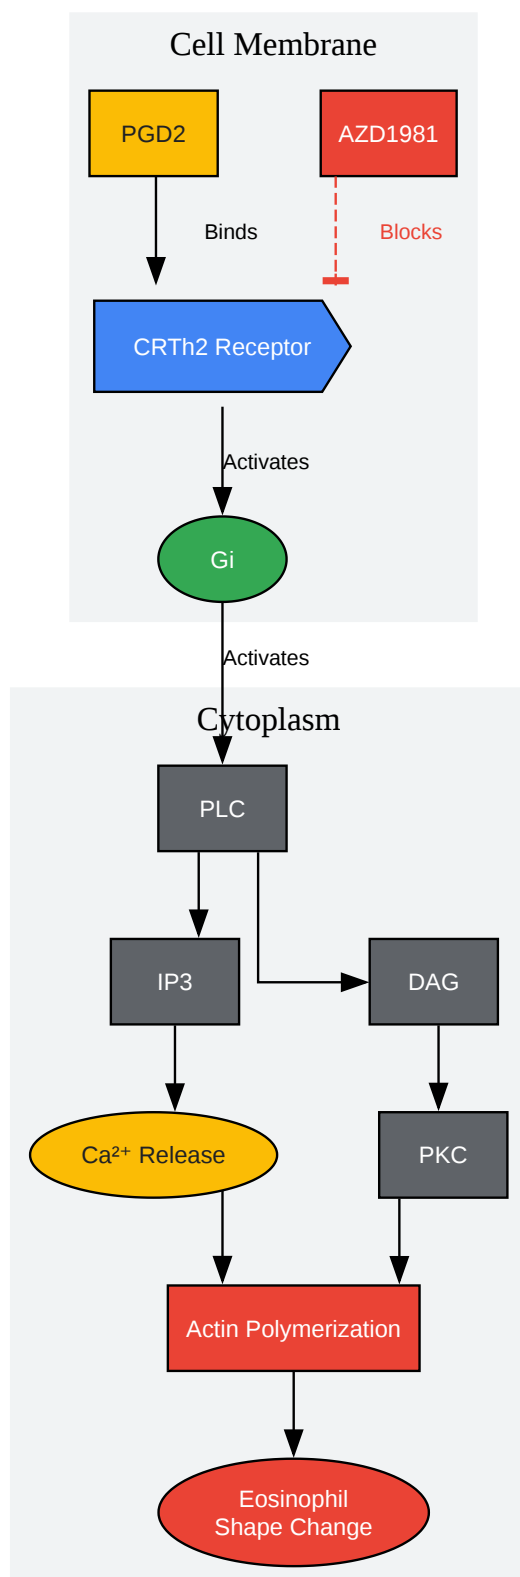 Cell Membrane
PGD2
AZD1981
Binds
Blocks
CRTh2 Receptor
Activates
Gi
Activates
Cytoplasm
PLC
IP3
DAG
Ca²⁺ Release
PKC
Actin Polymerization
Eosinophil
Shape Change